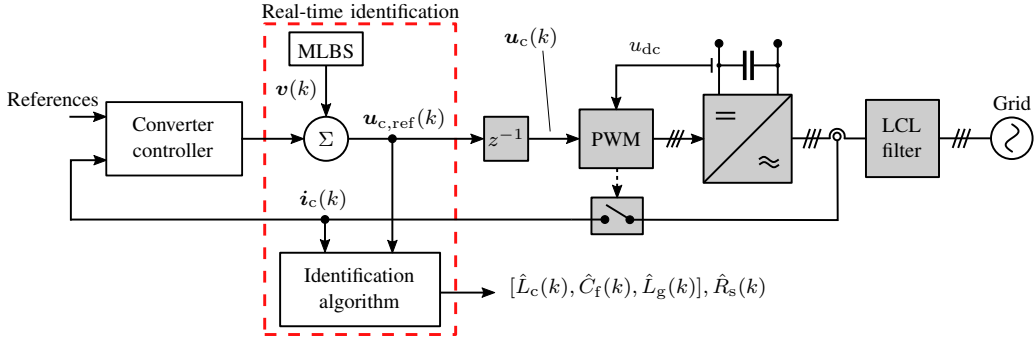 Real-time identification
MLBS
𝒗(k)
𝒖_c(k)
u_dc
References
Converter
controller
Σ
𝒖_c,ref(k)
z⁻¹
PWM
=
≈
LCL
filter
Grid
𝒊_c(k)
Identification
algorithm
[L̂_c(k), Ĉ_f(k), L̂_g(k)], R̂_s(k)